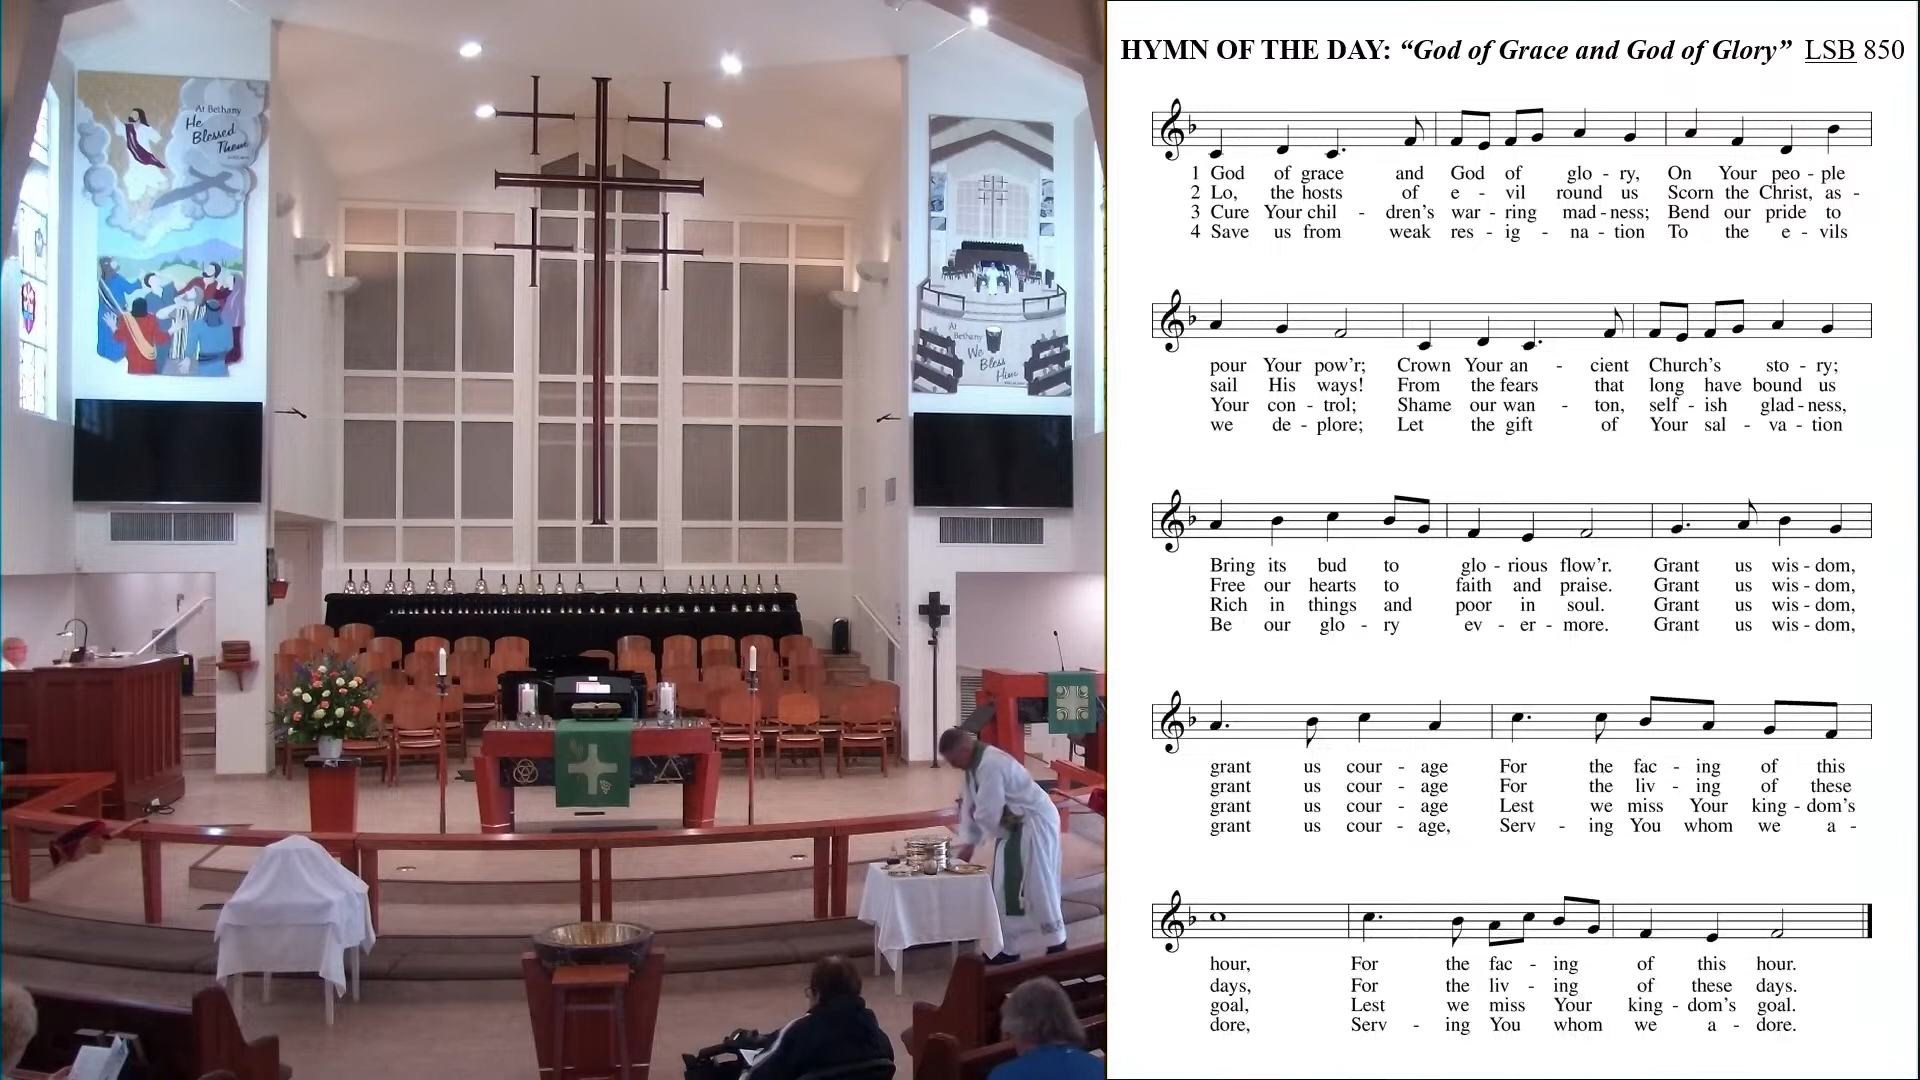 At Bethany
He
Blessed
Them
At
Bethany
We
Bless
Him
HYMN OF THE DAY: “God of Grace and God of Glory” LSB 850
1 God of grace and God of glo - ry, On Your peo - ple
2 Lo, the hosts of e - vil round us Scorn the Christ, as -
3 Cure Your chil - dren’s war - ring mad - ness; Bend our pride to
4 Save us from weak res - ig - na - tion To the e - vils
pour Your pow’r; Crown Your an - cient Church’s sto - ry;
sail His ways! From the fears that long have bound us
Your con - trol; Shame our wan - ton, self - ish glad - ness,
we de - plore; Let the gift of Your sal - va - tion
Bring its bud to glo - rious flow’r. Grant us wis - dom,
Free our hearts to faith and praise. Grant us wis - dom,
Rich in things and poor in soul. Grant us wis - dom,
Be our glo - ry ev - er - more. Grant us wis - dom,
grant us cour - age For the fac - ing of this
grant us cour - age For the liv - ing of these
grant us cour - age Lest we miss Your king - dom’s
grant us cour - age, Serv - ing You whom we a -
hour, For the fac - ing of this hour.
days, For the liv - ing of these days.
goal, Lest we miss Your king - dom’s goal.
dore, Serv - ing You whom we a - dore.